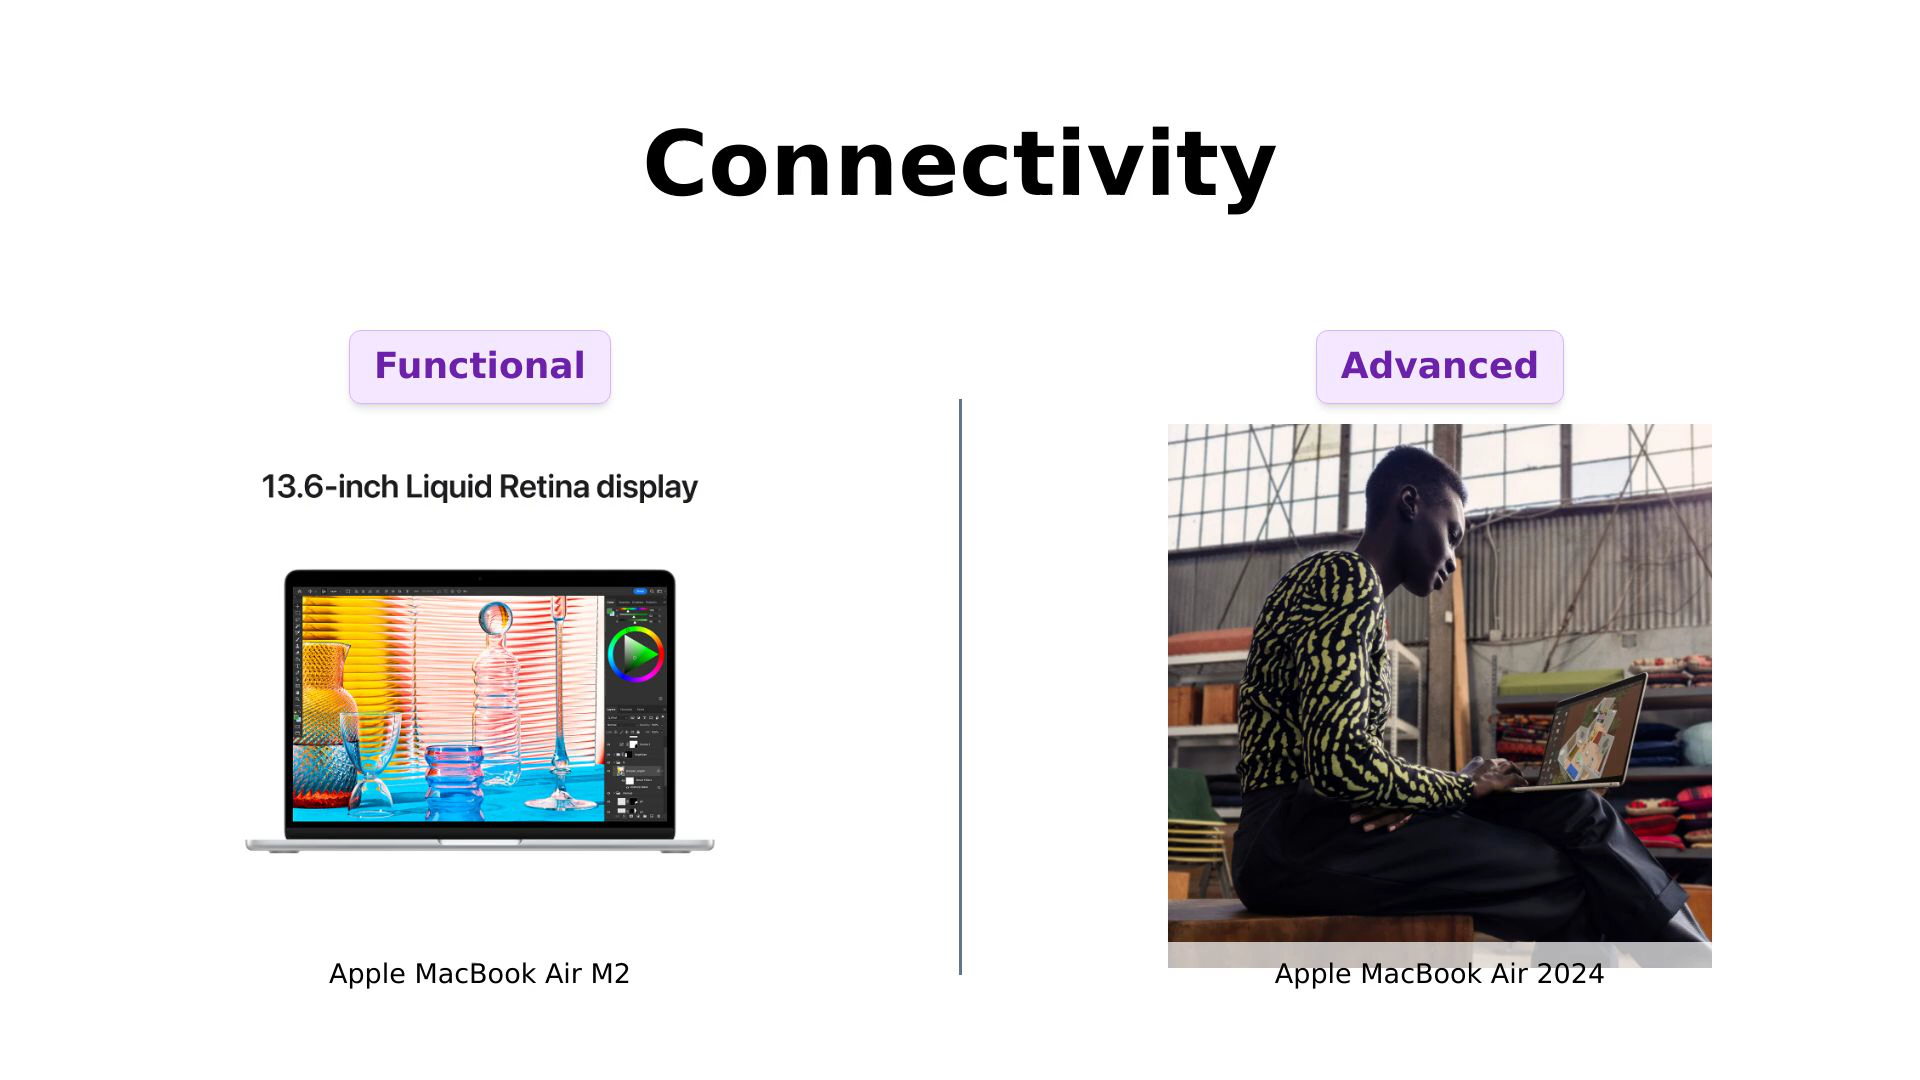 Connectivity
Functional
Advanced
13.6-inch Liquid Retina display
Apple MacBook Air M2
Apple MacBook Air 2024